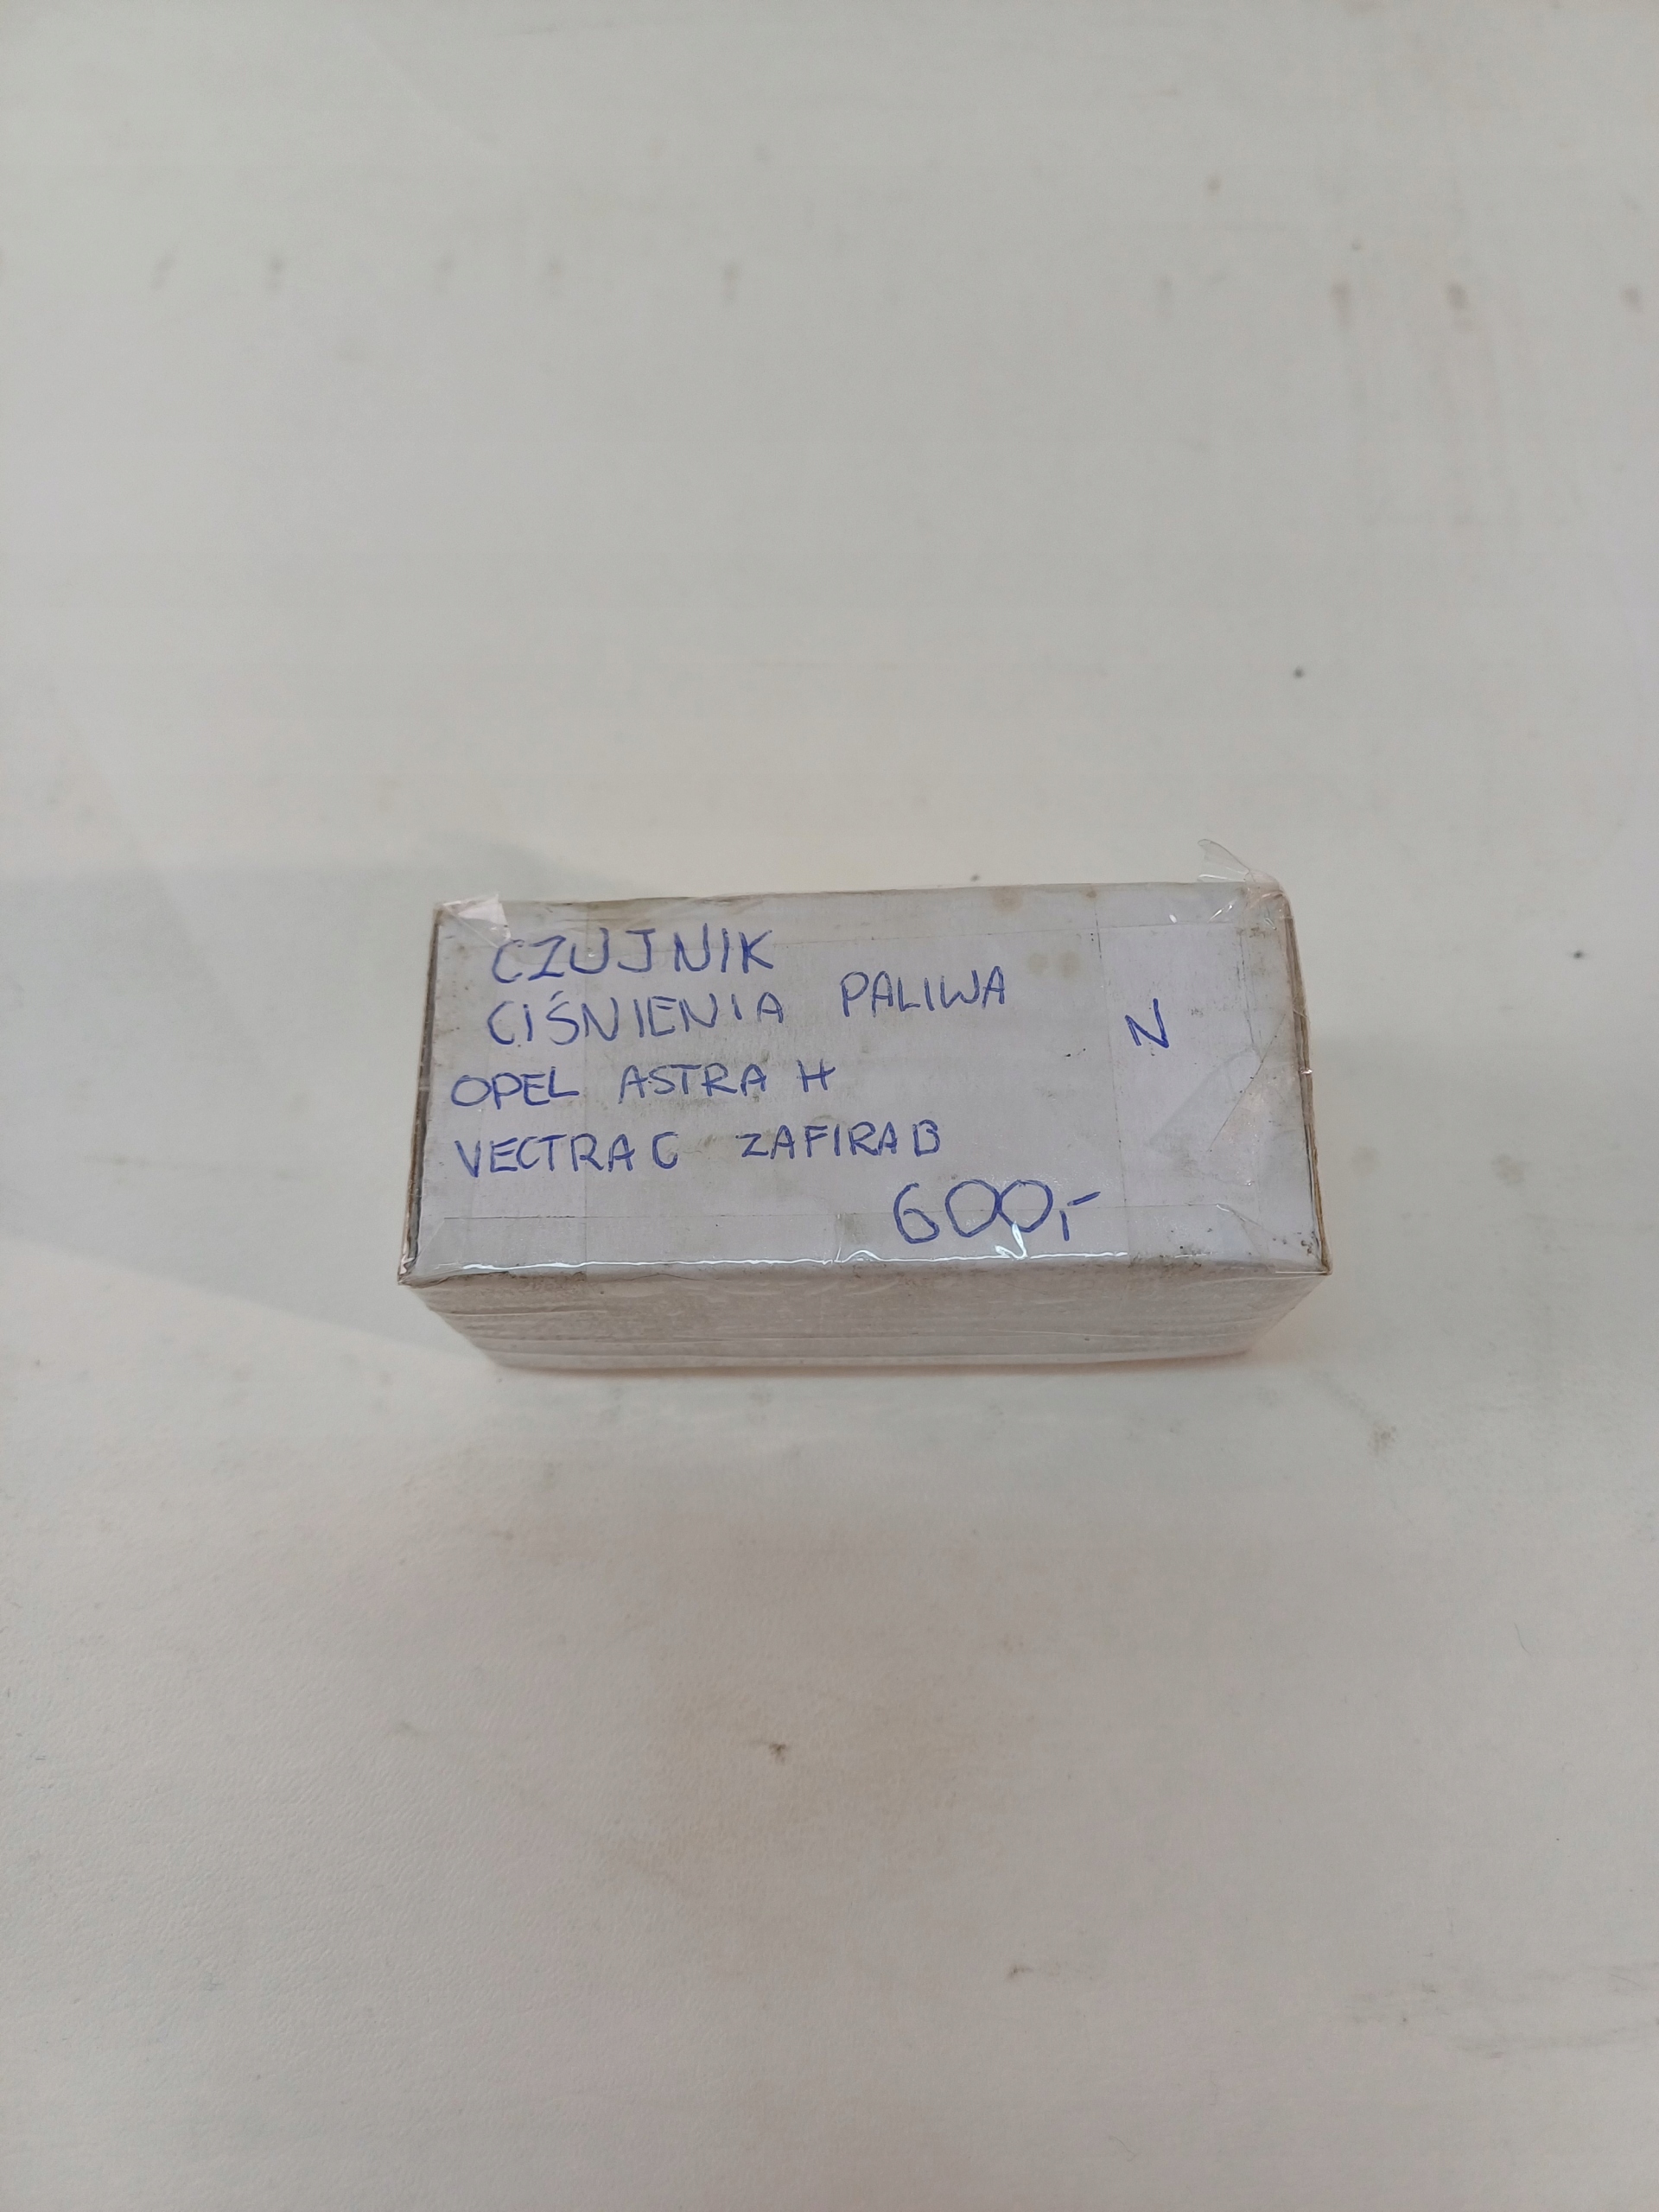 CZUJNIK
CIŚNIENIA PALIWA
N
OPEL ASTRA H
VECTRA C ZAFIRA B
600,-